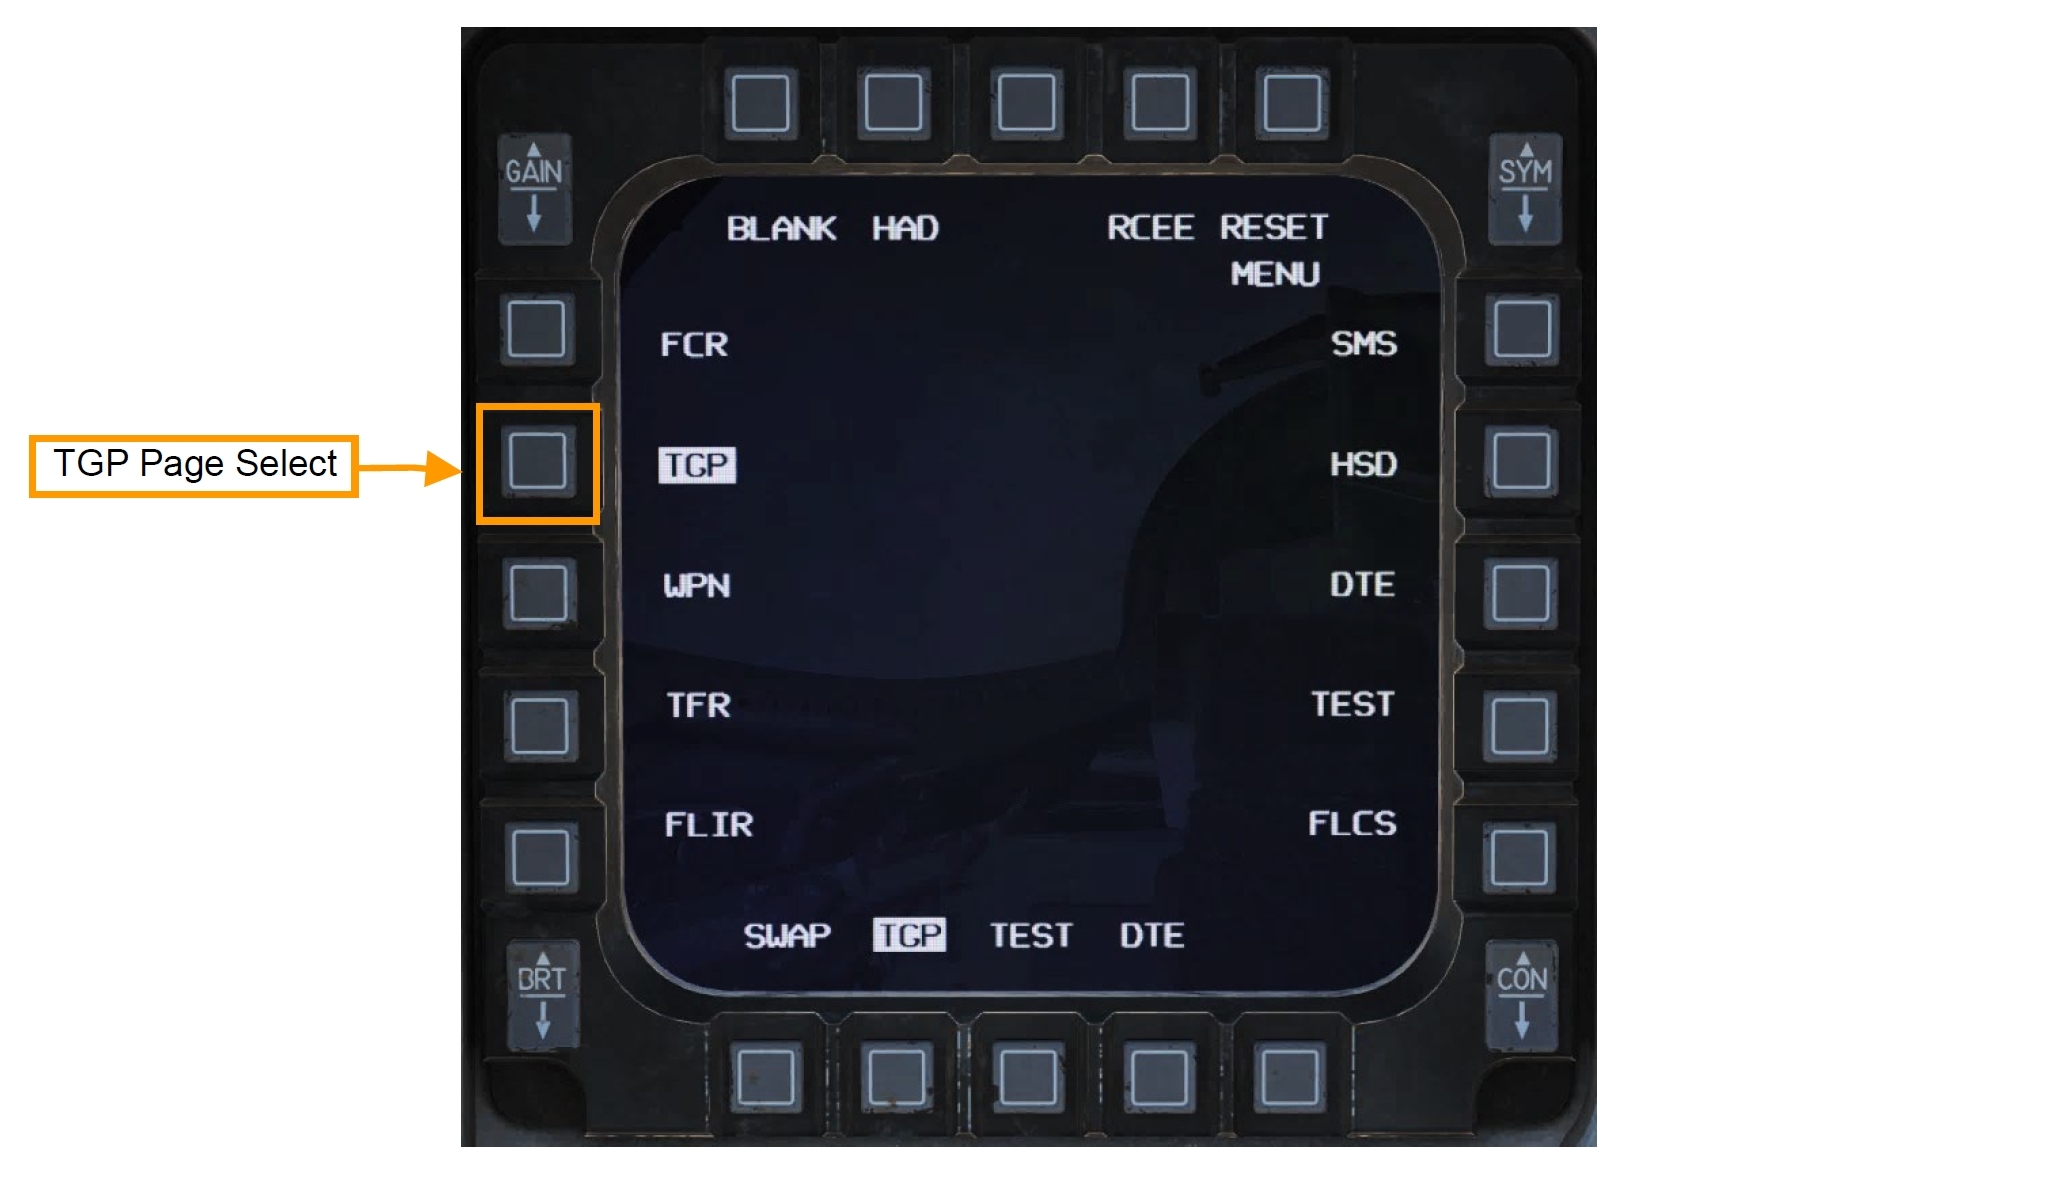 GAIN
SYM
BLANK HAD RCEE RESET
MENU
FCR
SMS
TGP Page Select
TGP
HSD
WPN
DTE
TFR
TEST
FLIR
FLCS
SWAP TGP TEST DTE
BRT
CON